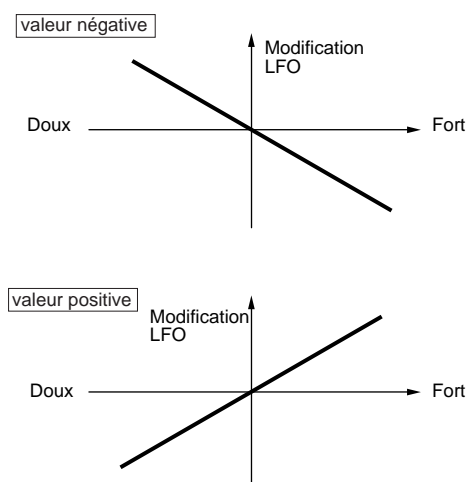 valeur négative
Modification
LFO
Doux
Fort
valeur positive
Modification
LFO
Doux
Fort